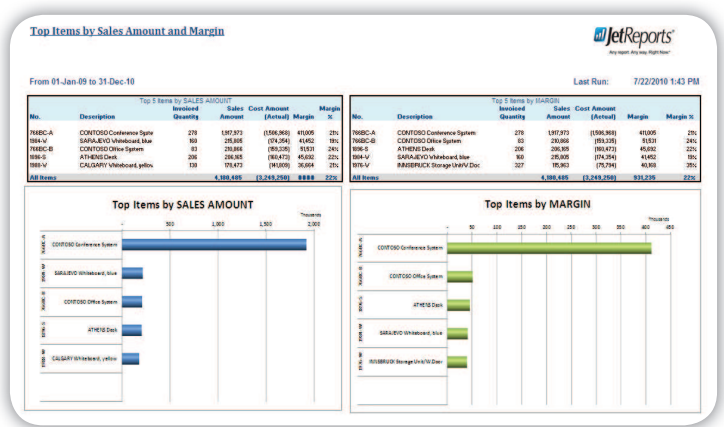 Top Items by Sales Amount and Margin
JetReports
Any report. Any way. Right Now.
From 01-Jan-09 to 31-Dec-10
Last Run: 7/22/2010 1:43 PM
Top 5 Items by SALES AMOUNT
No. Description Invoiced Quantity Sales Amount Cost Amount (Actual) Margin Margin %
766BC-A CONTOSO Conference Syste 278 1,917,973 (1,506,968) 411,005 21%
1984-W SARAJEVO Whiteboard, blue 160 215,805 (174,354) 41,452 19%
766BC-B CONTOSO Office System 83 210,866 (159,335) 51,531 24%
1896-S ATHENS Desk 206 206,165 (160,473) 45,692 22%
1988-W CALGARY Whiteboard, yellow 138 178,473 (141,809) 36,664 21%
All Items 4,180,485 (3,249,250) #### 22%
Top 5 Items by MARGIN
No. Description Invoiced Quantity Sales Amount Cost Amount (Actual) Margin Margin %
766BC-A CONTOSO Conference System 278 1,917,973 (1,506,968) 411,005 21%
766BC-B CONTOSO Office System 83 210,866 (159,335) 51,531 24%
1896-S ATHENS Desk 206 206,165 (160,473) 45,692 22%
1984-W SARAJEVO Whiteboard, blue 160 215,805 (174,354) 41,452 19%
1976-W INNSBRUCK Storage Unit/W.Doc 327 115,963 (75,794) 40,169 35%
All Items 4,180,485 (3,249,250) 931,235 22%
Top Items by SALES AMOUNT
Thousands
- 500 1,000 1,500 2,000
766BC-A CONTOSO Conference System
1984-W SARAJEVO Whiteboard, blue
766BC-B CONTOSO Office System
1896-S ATHENS Desk
1988-W CALGARY Whiteboard, yellow
Top Items by MARGIN
Thousands
- 50 100 150 200 250 300 350 400 450
CONTOSO Conference System
CONTOSO Office System
ATHENS Desk
SARAJEVO Whiteboard, blue
INNSBRUCK Storage Unit/W.Door